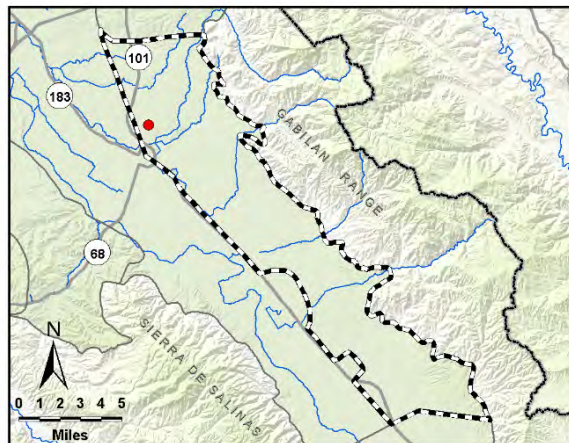 101
183
GABILAN RANGE
68
SIERRA DE SALINAS
N
0 1 2 3 4 5
Miles